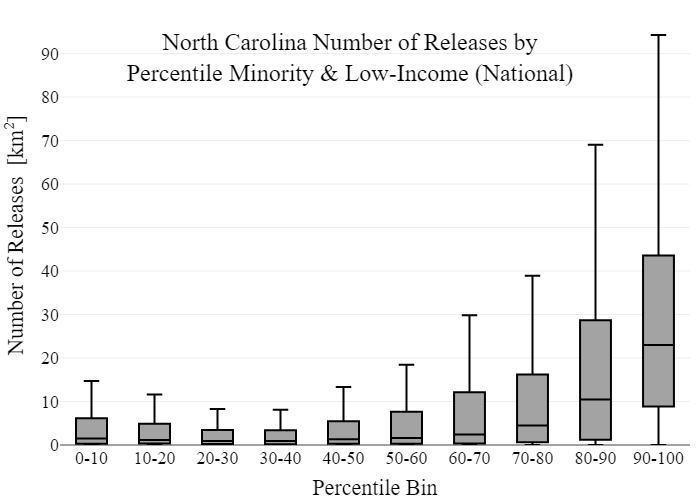 North Carolina Number of Releases by
Percentile Minority & Low-Income (National)
Number of Releases [km²]
90
80
70
60
50
40
30
20
10
0
0-10 10-20 20-30 30-40 40-50 50-60 60-70 70-80 80-90 90-100
Percentile Bin